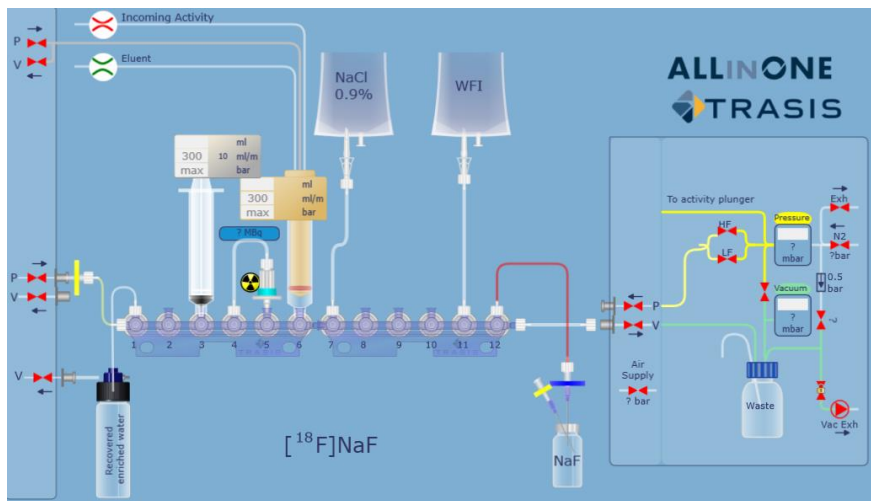 Incoming Activity
P
V
Eluent
NaCl
0.9%
WFI
ALLINONE
TRASIS
ml
300 10 ml/m
max bar
ml
300 ml/m
max bar
? MBq
To activity plunger
Exh
Pressure
HF
N2
?
mbar
?bar
LF
0.5
bar
Vacuum
?
mbar
?
P
V
P
V
1 2 3 4 5 6 7 8 9 10 11 12
TRASIS
TRASIS
V
Air
Supply
? bar
Waste
Vac Exh
Recovered
enriched water
[18F]NaF
NaF